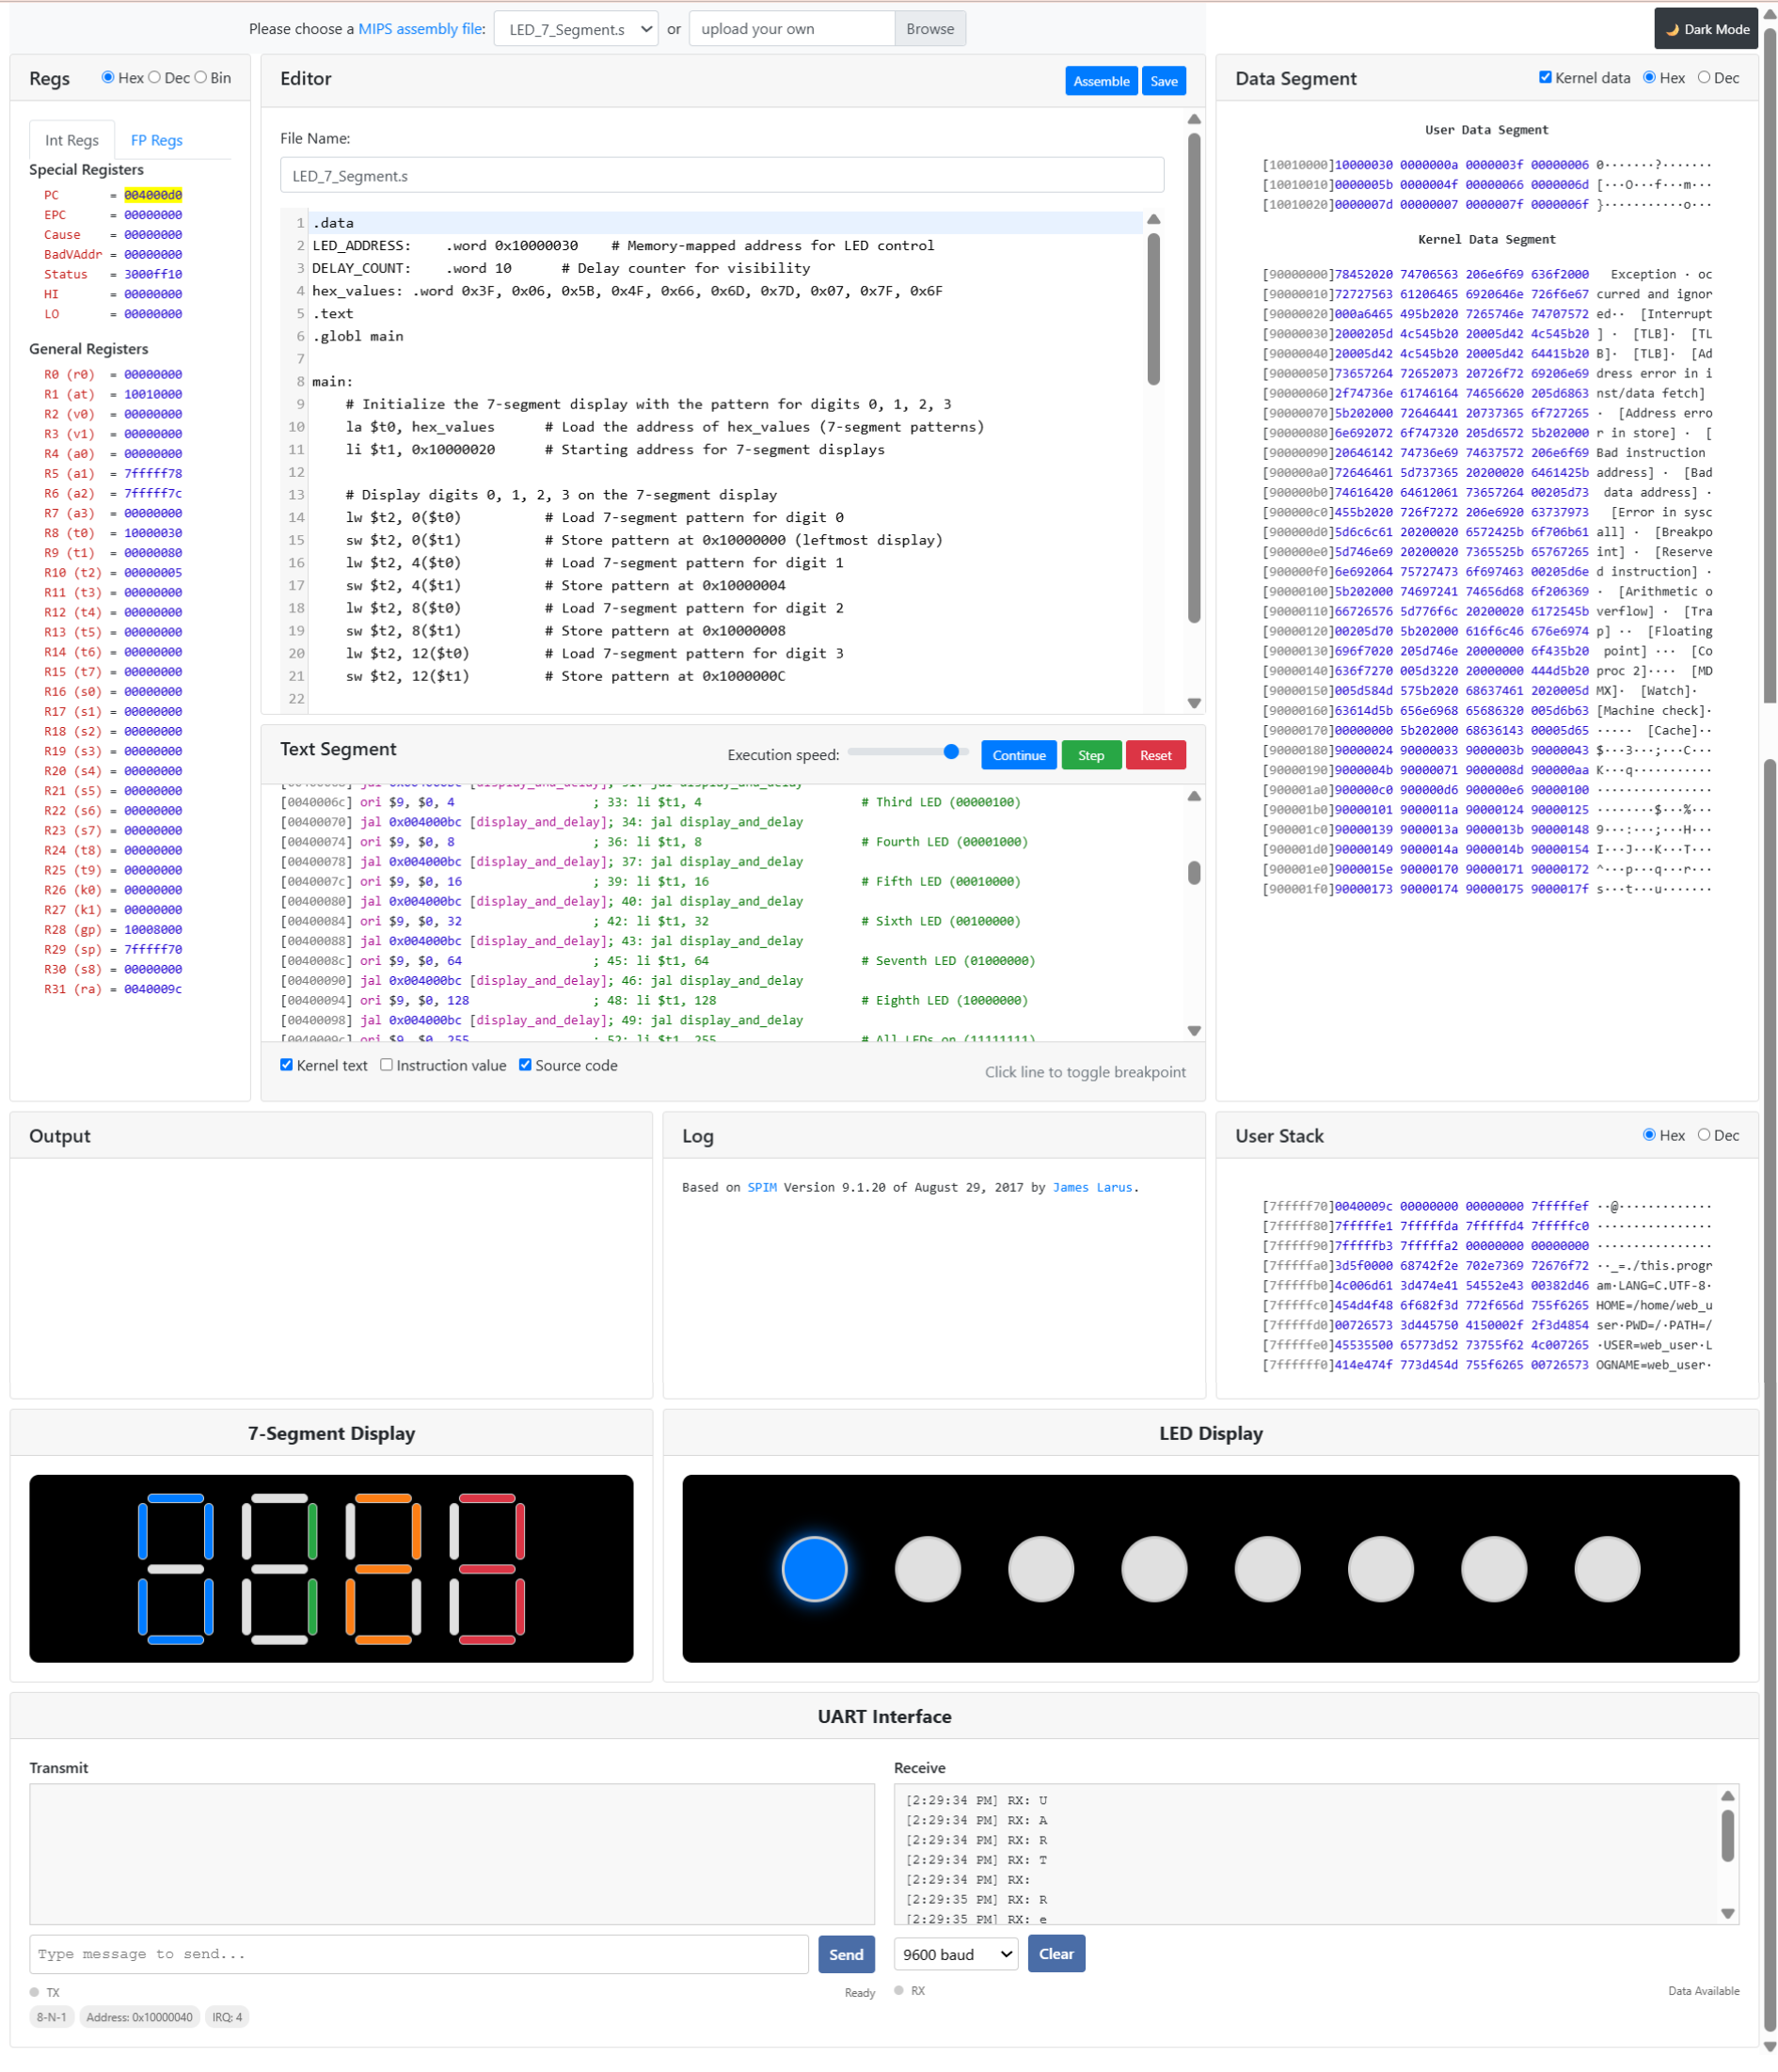 Please choose a MIPS assembly file: LED_7_Segment.s or upload your own Browse
🌙 Dark Mode
Regs Hex Dec Bin
Int Regs FP Regs
Special Registers
PC = 004000d0
EPC = 00000000
Cause = 00000000
BadVAddr = 00000000
Status = 3000ff10
HI = 00000000
LO = 00000000
General Registers
R0 (r0) = 00000000
R1 (at) = 10010000
R2 (v0) = 00000000
R3 (v1) = 00000000
R4 (a0) = 00000000
R5 (a1) = 7fffff78
R6 (a2) = 7fffff7c
R7 (a3) = 00000000
R8 (t0) = 10000030
R9 (t1) = 00000080
R10 (t2) = 00000005
R11 (t3) = 00000000
R12 (t4) = 00000000
R13 (t5) = 00000000
R14 (t6) = 00000000
R15 (t7) = 00000000
R16 (s0) = 00000000
R17 (s1) = 00000000
R18 (s2) = 00000000
R19 (s3) = 00000000
R20 (s4) = 00000000
R21 (s5) = 00000000
R22 (s6) = 00000000
R23 (s7) = 00000000
R24 (t8) = 00000000
R25 (t9) = 00000000
R26 (k0) = 00000000
R27 (k1) = 00000000
R28 (gp) = 10008000
R29 (sp) = 7fffff70
R30 (s8) = 00000000
R31 (ra) = 0040009c
Editor Assemble Save
File Name:
LED_7_Segment.s
1 .data
2 LED_ADDRESS: .word 0x10000030 # Memory-mapped address for LED control
3 DELAY_COUNT: .word 10 # Delay counter for visibility
4 hex_values: .word 0x3F, 0x06, 0x5B, 0x4F, 0x66, 0x6D, 0x7D, 0x07, 0x7F, 0x6F
5 .text
6 .globl main
7
8 main:
9 # Initialize the 7-segment display with the pattern for digits 0, 1, 2, 3
10 la $t0, hex_values # Load the address of hex_values (7-segment patterns)
11 li $t1, 0x10000020 # Starting address for 7-segment displays
12
13 # Display digits 0, 1, 2, 3 on the 7-segment display
14 lw $t2, 0($t0) # Load 7-segment pattern for digit 0
15 sw $t2, 0($t1) # Store pattern at 0x10000000 (leftmost display)
16 lw $t2, 4($t0) # Load 7-segment pattern for digit 1
17 sw $t2, 4($t1) # Store pattern at 0x10000004
18 lw $t2, 8($t0) # Load 7-segment pattern for digit 2
19 sw $t2, 8($t1) # Store pattern at 0x10000008
20 lw $t2, 12($t0) # Load 7-segment pattern for digit 3
21 sw $t2, 12($t1) # Store pattern at 0x1000000C
22
Text Segment Execution speed: Continue Step Reset
[0040006c] ori $9, $0, 4 ; 33: li $t1, 4 # Third LED (00000100)
[00400070] jal 0x004000bc [display_and_delay]; 34: jal display_and_delay
[00400074] ori $9, $0, 8 ; 36: li $t1, 8 # Fourth LED (00001000)
[00400078] jal 0x004000bc [display_and_delay]; 37: jal display_and_delay
[0040007c] ori $9, $0, 16 ; 39: li $t1, 16 # Fifth LED (00010000)
[00400080] jal 0x004000bc [display_and_delay]; 40: jal display_and_delay
[00400084] ori $9, $0, 32 ; 42: li $t1, 32 # Sixth LED (00100000)
[00400088] jal 0x004000bc [display_and_delay]; 43: jal display_and_delay
[0040008c] ori $9, $0, 64 ; 45: li $t1, 64 # Seventh LED (01000000)
[00400090] jal 0x004000bc [display_and_delay]; 46: jal display_and_delay
[00400094] ori $9, $0, 128 ; 48: li $t1, 128 # Eighth LED (10000000)
[00400098] jal 0x004000bc [display_and_delay]; 49: jal display_and_delay
[0040009c] ori $9, $0, 255 ; 52: li $t1, 255 # All LEDs on (11111111)
Kernel text Instruction value Source code Click line to toggle breakpoint
Data Segment Kernel data Hex Dec
User Data Segment
[10010000]10000030 0000000a 0000003f 00000006 0·······?·······
[10010010]0000005b 0000004f 00000066 0000006d [···O···f···m···
[10010020]0000007d 00000007 0000007f 0000006f }···········o···
Kernel Data Segment
[90000000]78452020 74706563 206e6f69 636f2000 Exception · oc
[90000010]72727563 61206465 6920646e 726f6e67 curred and ignor
[90000020]000a6465 495b2020 7265746e 74707572 ed·· [Interrupt
[90000030]2000205d 4c545b20 20005d42 4c545b20 ] · [TLB]· [TL
[90000040]20005d42 4c545b20 20005d42 64415b20 B]· [TLB]· [Ad
[90000050]73657264 72652073 20726f72 69206e69 dress error in i
[90000060]2f74736e 61746164 74656620 205d6863 nst/data fetch]
[90000070]5b202000 72646441 20737365 6f727265 · [Address erro
[90000080]6e692072 6f747320 205d6572 5b202000 r in store] · [
[90000090]20646142 74736e69 74637572 206e6f69 Bad instruction
[900000a0]72646461 5d737365 20200020 6461425b address] · [Bad
[900000b0]74616420 64612061 73657264 00205d73 data address] ·
[900000c0]455b2020 726f7272 206e6920 63737973 [Error in sysc
[900000d0]5d6c6c61 20200020 6572425b 6f706b61 all] · [Breakpo
[900000e0]5d746e69 20200020 7365525b 65767265 int] · [Reserve
[900000f0]6e692064 75727473 6f697463 00205d6e d instruction] ·
[90000100]5b202000 74697241 74656d68 6f206369 · [Arithmetic o
[90000110]66726576 5d776f6c 20200020 6172545b verflow] · [Tra
[90000120]00205d70 5b202000 616f6c46 676e6974 p] ·· [Floating
[90000130]696f7020 205d746e 20000000 6f435b20 point] ··· [Co
[90000140]636f7270 005d3220 20000000 444d5b20 proc 2]···· [MD
[90000150]005d584d 575b2020 68637461 2020005d MX]· [Watch]·
[90000160]63614d5b 656e6968 65686320 005d6b63 [Machine check]·
[90000170]00000000 5b202000 68636143 00005d65 ····· [Cache]··
[90000180]90000024 90000033 9000003b 90000043 $···3···;···C···
[90000190]9000004b 90000071 9000008d 900000aa K···q···········
[900001a0]900000c0 900000d6 900000e6 90000100 ················
[900001b0]90000101 9000011a 90000124 90000125 ········$···%···
[900001c0]90000139 9000013a 9000013b 90000148 9···:···;···H···
[900001d0]90000149 9000014a 9000014b 90000154 I···J···K···T···
[900001e0]9000015e 90000170 90000171 90000172 ^···p···q···r···
[900001f0]90000173 90000174 90000175 9000017f s···t···u·······
Output
Log
Based on SPIM Version 9.1.20 of August 29, 2017 by James Larus.
User Stack Hex Dec
[7fffff70]0040009c 00000000 00000000 7fffffef ··@·············
[7fffff80]7fffffe1 7fffffda 7fffffd4 7fffffc0 ················
[7fffff90]7fffffb3 7fffffa2 00000000 00000000 ················
[7fffffa0]3d5f0000 68742f2e 702e7369 72676f72 ··_=./this.progr
[7fffffb0]4c006d61 3d474e41 54552e43 00382d46 am·LANG=C.UTF-8·
[7fffffc0]454d4f48 6f682f3d 772f656d 755f6265 HOME=/home/web_u
[7fffffd0]00726573 3d445750 4150002f 2f3d4854 ser·PWD=/·PATH=/
[7fffffe0]45535500 65773d52 73755f62 4c007265 ·USER=web_user·L
[7ffffff0]414e474f 773d454d 755f6265 00726573 OGNAME=web_user·
7-Segment Display
LED Display
UART Interface
Transmit
Receive
[2:29:34 PM] RX: U
[2:29:34 PM] RX: A
[2:29:34 PM] RX: R
[2:29:34 PM] RX: T
[2:29:34 PM] RX:
[2:29:35 PM] RX: R
[2:29:35 PM] RX: e
Type message to send... Send 9600 baud Clear
TX Ready RX Data Available
8-N-1 Address: 0x10000040 IRQ: 4